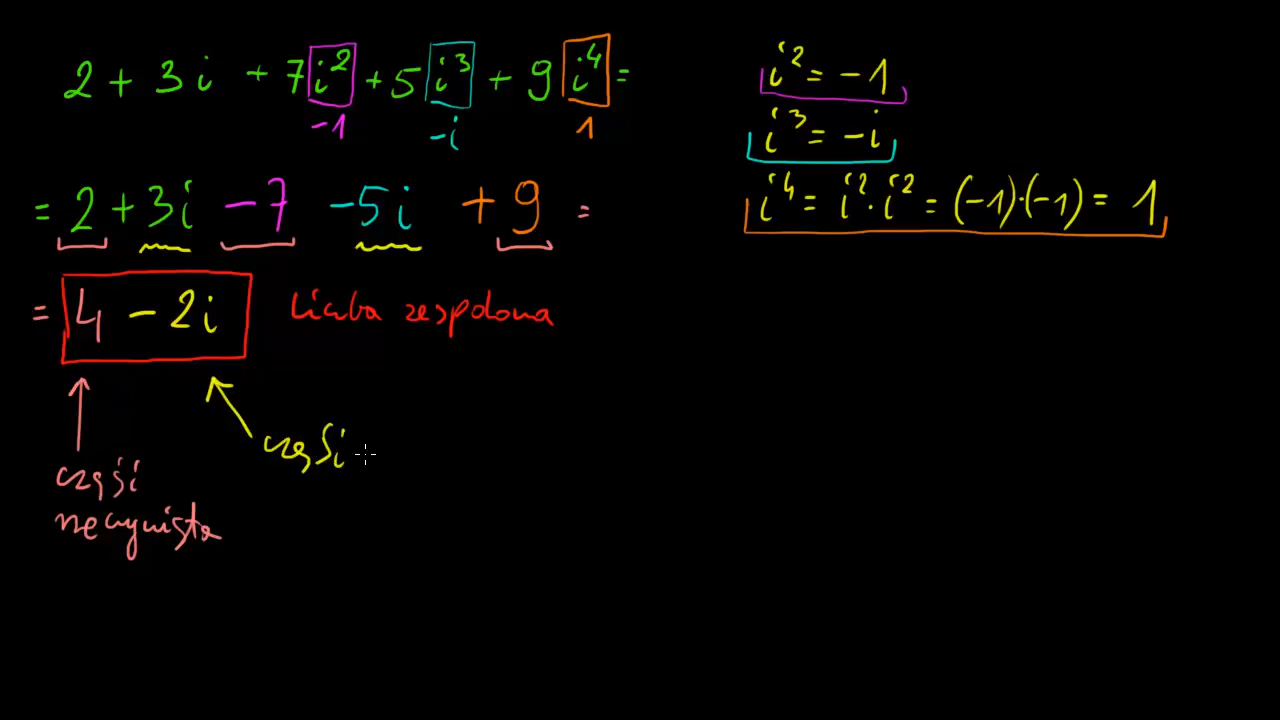 2 + 3i + 7i² + 5i³ + 9i⁴ =
-1 -i 1
= 2 + 3i - 7 - 5i + 9 =
= 4 - 2i liczba zespolona
część
część
rzeczywista
i² = -1
i³ = -i
i⁴ = i² · i² = (-1)·(-1) = 1